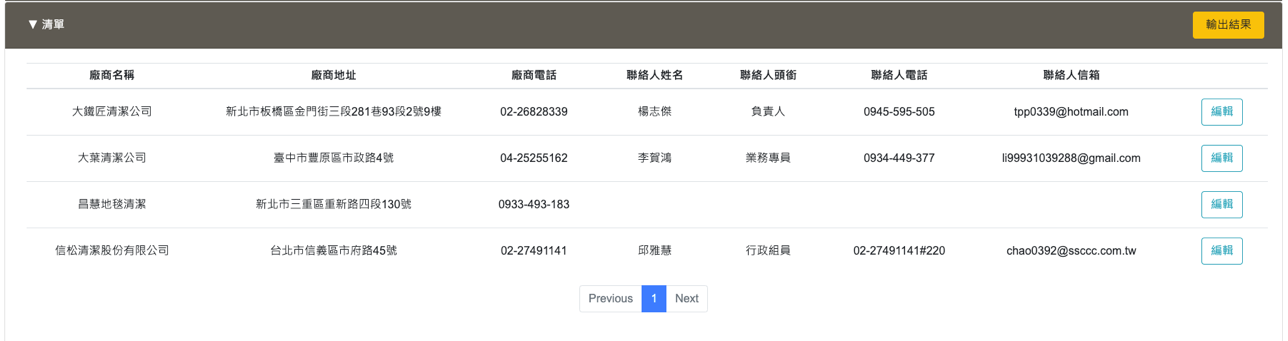 ▼ 清單 輸出結果
廠商名稱 廠商地址 廠商電話 聯絡人姓名 聯絡人頭銜 聯絡人電話 聯絡人信箱
大鐵匠清潔公司 新北市板橋區金門街三段281巷93段2號9樓 02-26828339 楊志傑 負責人 0945-595-505 tpp0339@hotmail.com 編輯
大葉清潔公司 臺中市豐原區市政路4號 04-25255162 李賀鴻 業務專員 0934-449-377 li99931039288@gmail.com 編輯
昌慧地毯清潔 新北市三重區重新路四段130號 0933-493-183 編輯
信松清潔股份有限公司 台北市信義區市府路45號 02-27491141 邱雅慧 行政組員 02-27491141#220 chao0392@ssccc.com.tw 編輯
Previous 1 Next